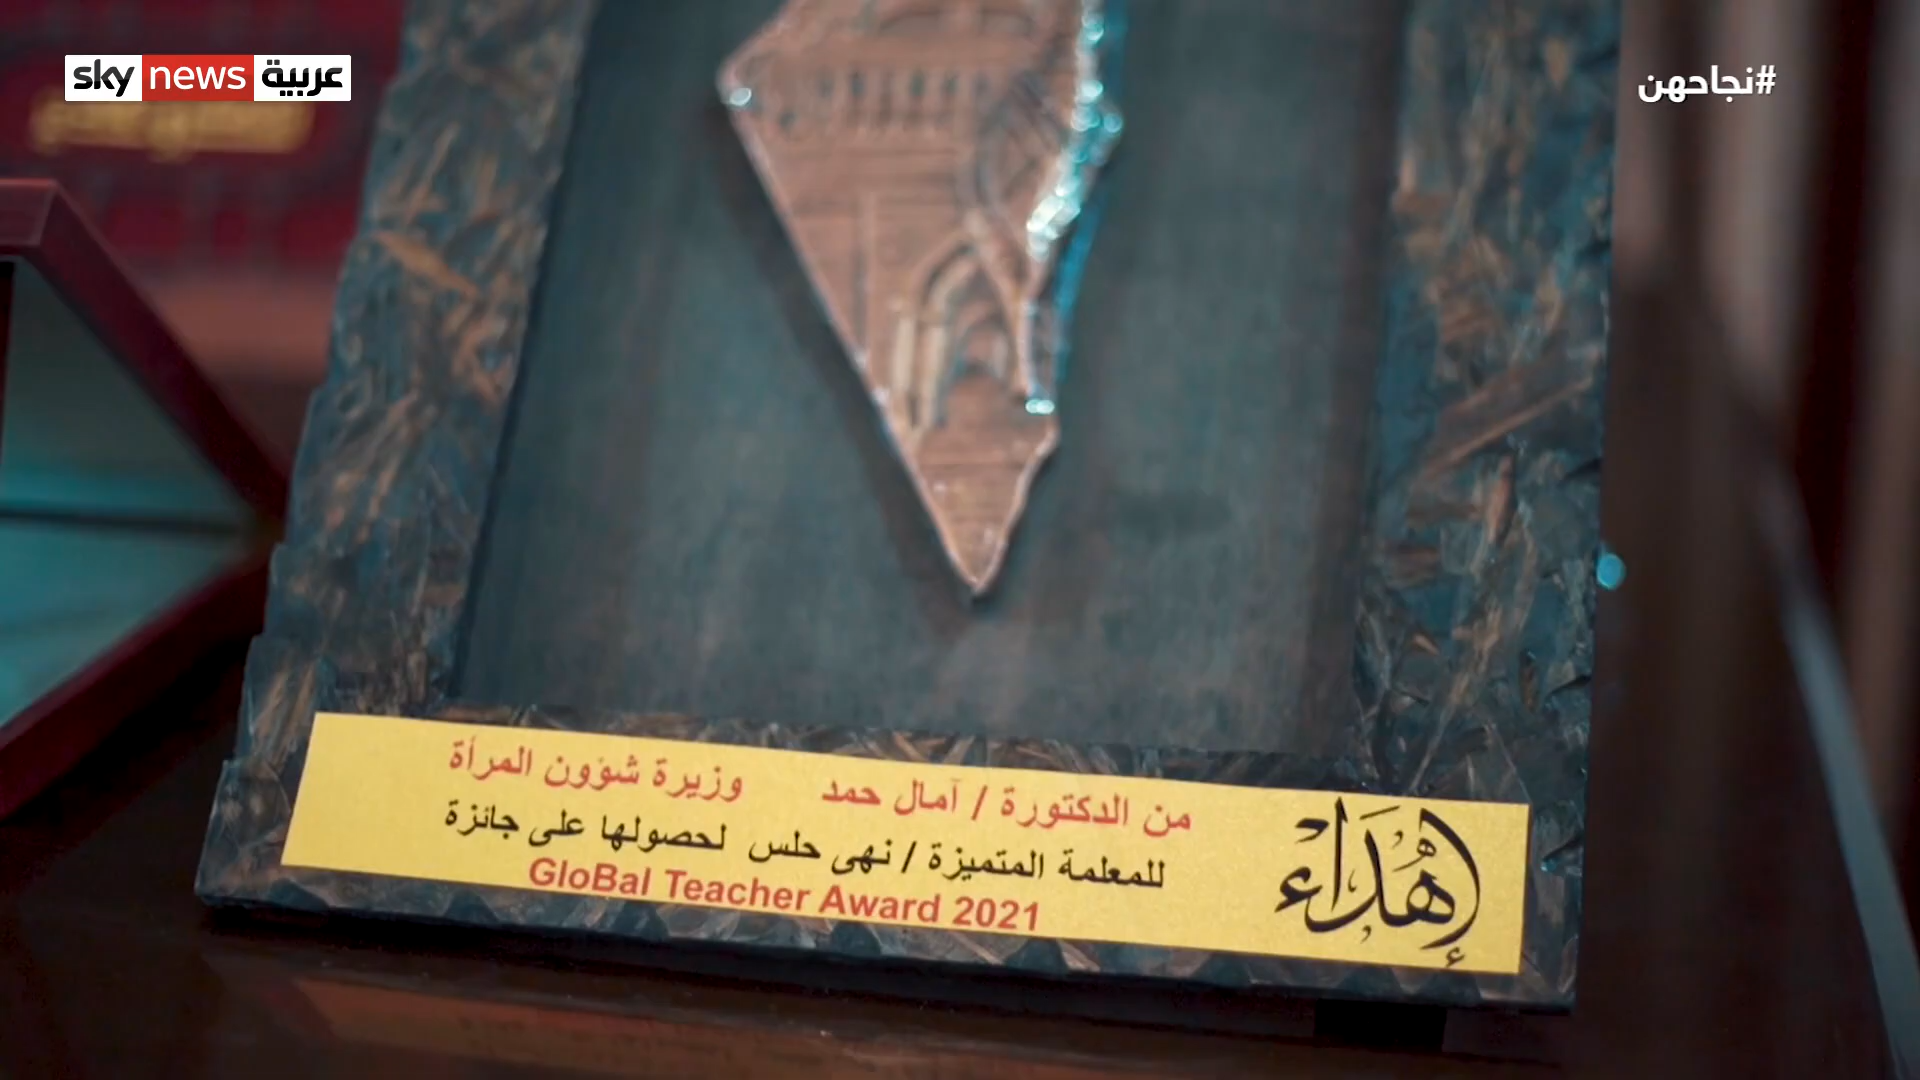 sky news عربية
#نجاحهن
إهداء
من الدكتورة / آمال حمد وزيرة شؤون المرأة
للمعلمة المتميزة / نهى حلس لحصولها على جائزة
GloBal Teacher Award 2021